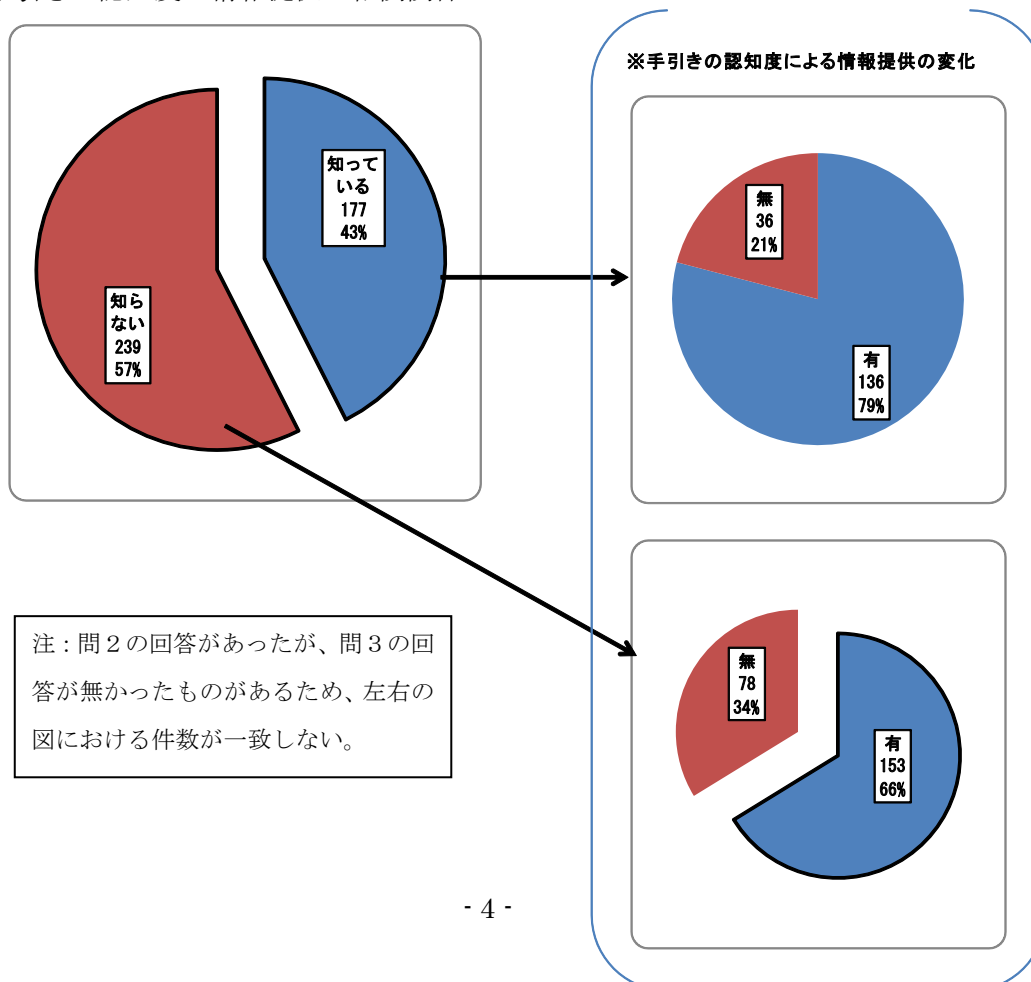 ※手引きの認知度による情報提供の変化
知って
いる
177
43%
知ら
ない
239
57%
無
36
21%
有
136
79%
無
78
34%
有
153
66%
注：問２の回答があったが、問３の回
答が無かったものがあるため、左右の
図における件数が一致しない。
- 4 -